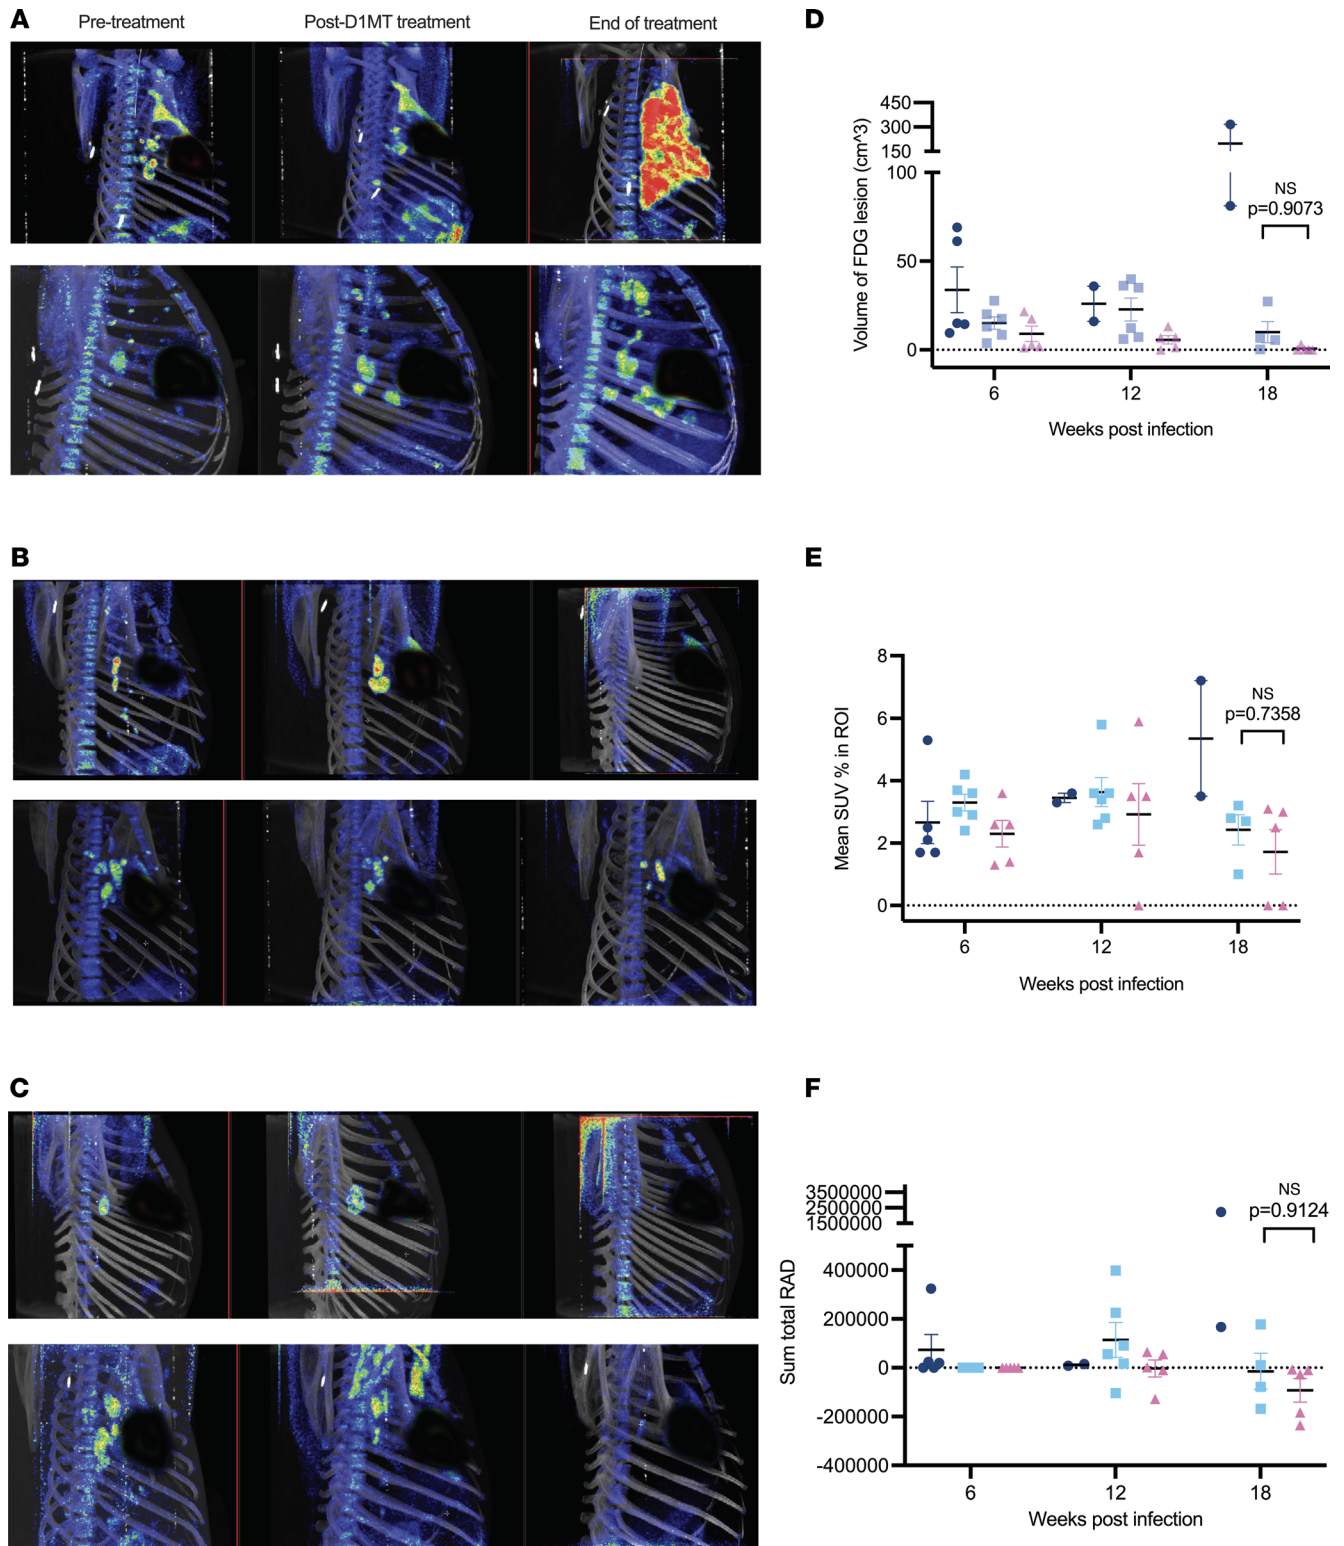 A
Pre-treatment
Post-D1MT treatment
End of treatment
B
C
D
450
300
150
100
50
0
Volume of FDG lesion (cm^3)
NS
p=0.9073
6
12
18
Weeks post infection
E
8
6
4
2
0
Mean SUV % in ROI
NS
p=0.7358
6
12
18
Weeks post infection
F
3500000
2500000
1500000
400000
200000
0
-200000
-400000
Sum total RAD
NS
p=0.9124
6
12
18
Weeks post infection